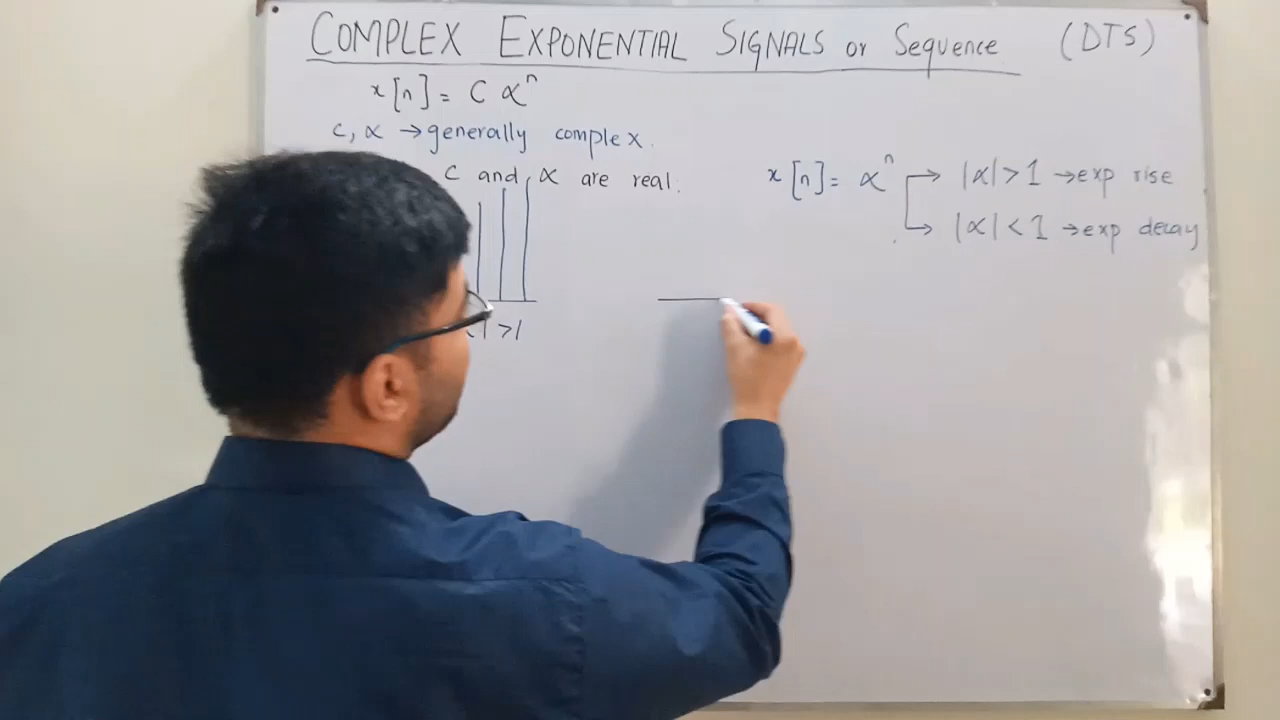 COMPLEX EXPONENTIAL SIGNALS or Sequence (DTS)
x[n] = C α^n
c, α → generally complex.
C and α are real.
x[n] = α^n → |α| > 1 → exp rise
→ |α| < 1 → exp decay
| >1